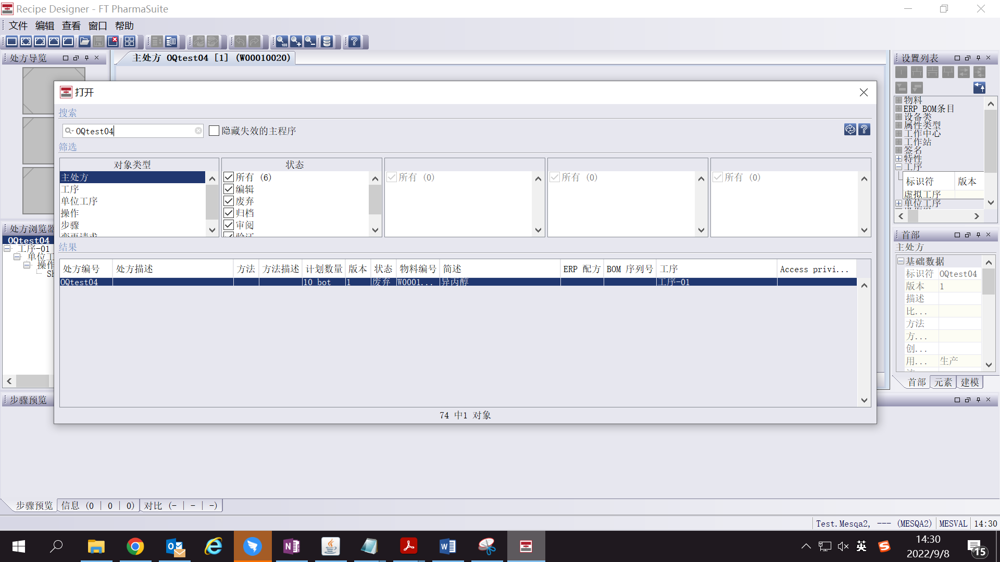 Recipe Designer - FT PharmaSuite
文件 编辑 查看 窗口 帮助
处方导览
主处方 OQtest04 [1] (W00010020)
设置列表
打开
搜索
OQtest04
隐藏失效的主程序
筛选
对象类型
主处方
工序
单位工序
操作
步骤
变更请求
状态
所有 (6)
编辑
废弃
归档
审阅
验证
所有 (0)
所有 (0)
所有 (0)
结果
处方编号 处方描述 方法 方法描述 计划数量 版本 状态 物料编号 简述 ERP 配方 BOM 序列号 工序 Access privi...
OQtest04 10 bot 1 废弃 W0001... 异丙醇 工序-01
74 中1 对象
物料
ERP BOM条目
设备类
属性类型
工作中心
工作站
签名
特性
工序
标识符 版本
虚拟工序
单位工序
处方浏览器
OQtest04
工序-01
单位工
操作
Sh
首部
主处方
基础数据
标识符 OQtest04
版本 1
描述
比...
方法
方...
创...
用... 生产
首部 元素 建模
步骤预览
步骤预览 信息 (0 | 0 | 0) 对比 (- | - | -)
Test.Mesqa2, --- (MESQA2) MESVAL 14:30
英
14:30
2022/9/8
15